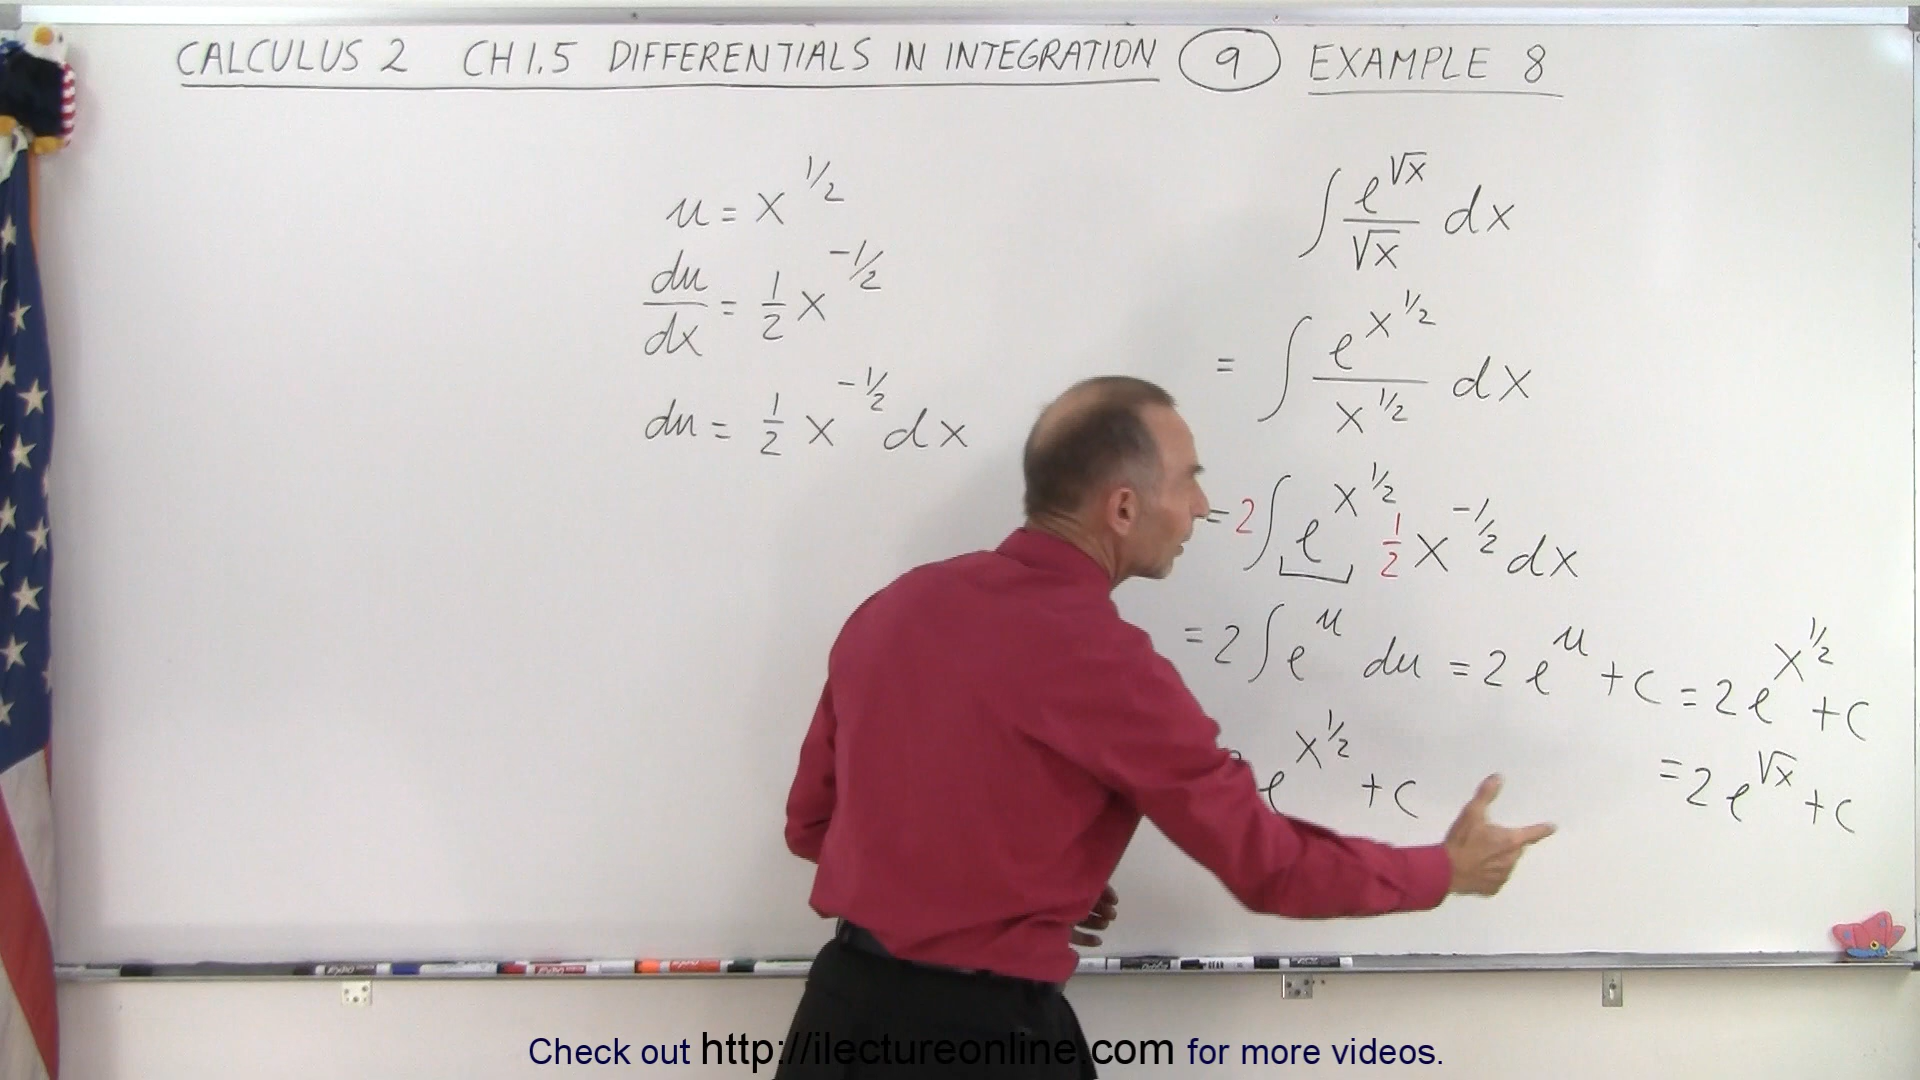 CALCULUS 2 CH 1.5 DIFFERENTIALS IN INTEGRATION 9 EXAMPLE 8
u = x^{1/2}
du/dx = 1/2 x^{-1/2}
du = 1/2 x^{-1/2} dx
∫ e^{√x}/√x dx
= ∫ e^{x^{1/2}}/x^{1/2} dx
= 2 ∫ e^{x^{1/2}} 1/2 x^{-1/2} dx
= 2 ∫ e^u du = 2 e^u + C = 2 e^{x^{1/2}} + C
e^{x^{1/2}} + C
= 2 e^{√x} + C
Check out http://ilectureonline.com for more videos.